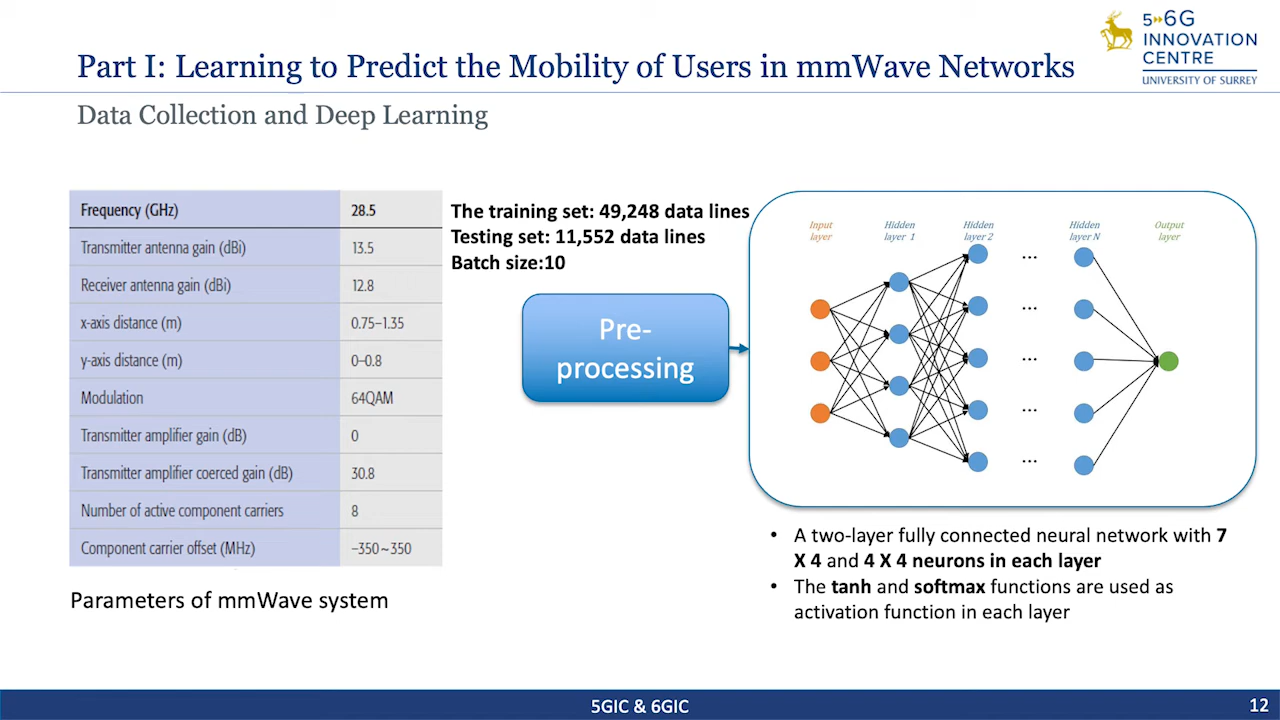 5 6G
INNOVATION
CENTRE
UNIVERSITY OF SURREY
Part I: Learning to Predict the Mobility of Users in mmWave Networks
Data Collection and Deep Learning
Frequency (GHz) 28.5
Transmitter antenna gain (dBi) 13.5
Receiver antenna gain (dBi) 12.8
x-axis distance (m) 0.75–1.35
y-axis distance (m) 0–0.8
Modulation 64QAM
Transmitter amplifier gain (dB) 0
Transmitter amplifier coerced gain (dB) 30.8
Number of active component carriers 8
Component carrier offset (MHz) −350~350
Parameters of mmWave system
The training set: 49,248 data lines
Testing set: 11,552 data lines
Batch size:10
Pre-
processing
Input Hidden Hidden Hidden Output
layer layer 1 layer 2 layer N layer
...
...
...
...
...
• A two-layer fully connected neural network with 7
X 4 and 4 X 4 neurons in each layer
• The tanh and softmax functions are used as
activation function in each layer
5GIC & 6GIC
12